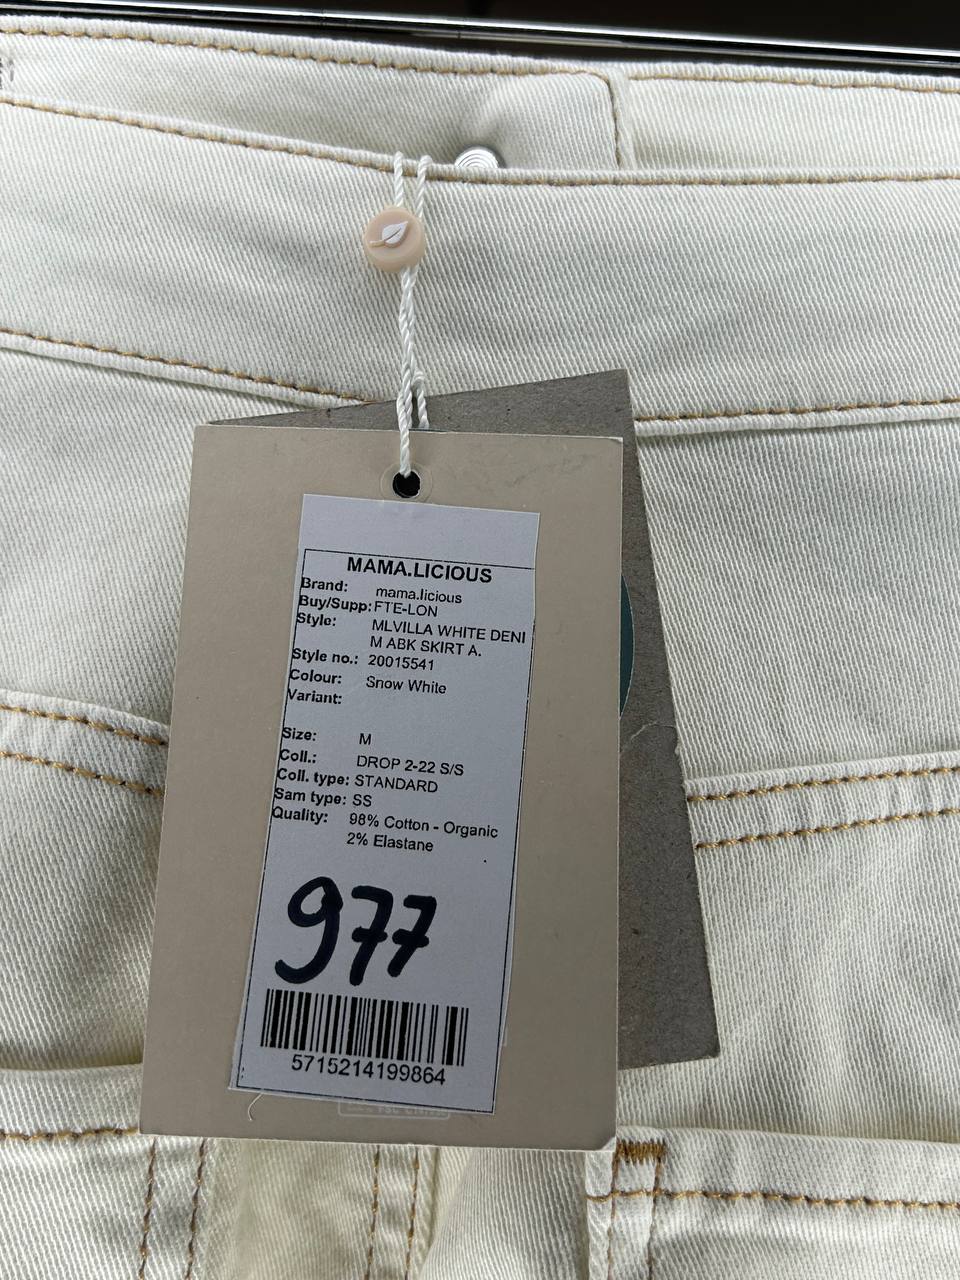 MAMA.LICIOUS
Brand: mama.licious
Buy/Supp: FTE-LON
Style: MLVILLA WHITE DENI
M ABK SKIRT A.
Style no.: 20015541
Colour: Snow White
Variant:
Size: M
Coll.: DROP 2-22 S/S
Coll. type: STANDARD
Sam type: SS
Quality: 98% Cotton - Organic
2% Elastane
977
5715214199864